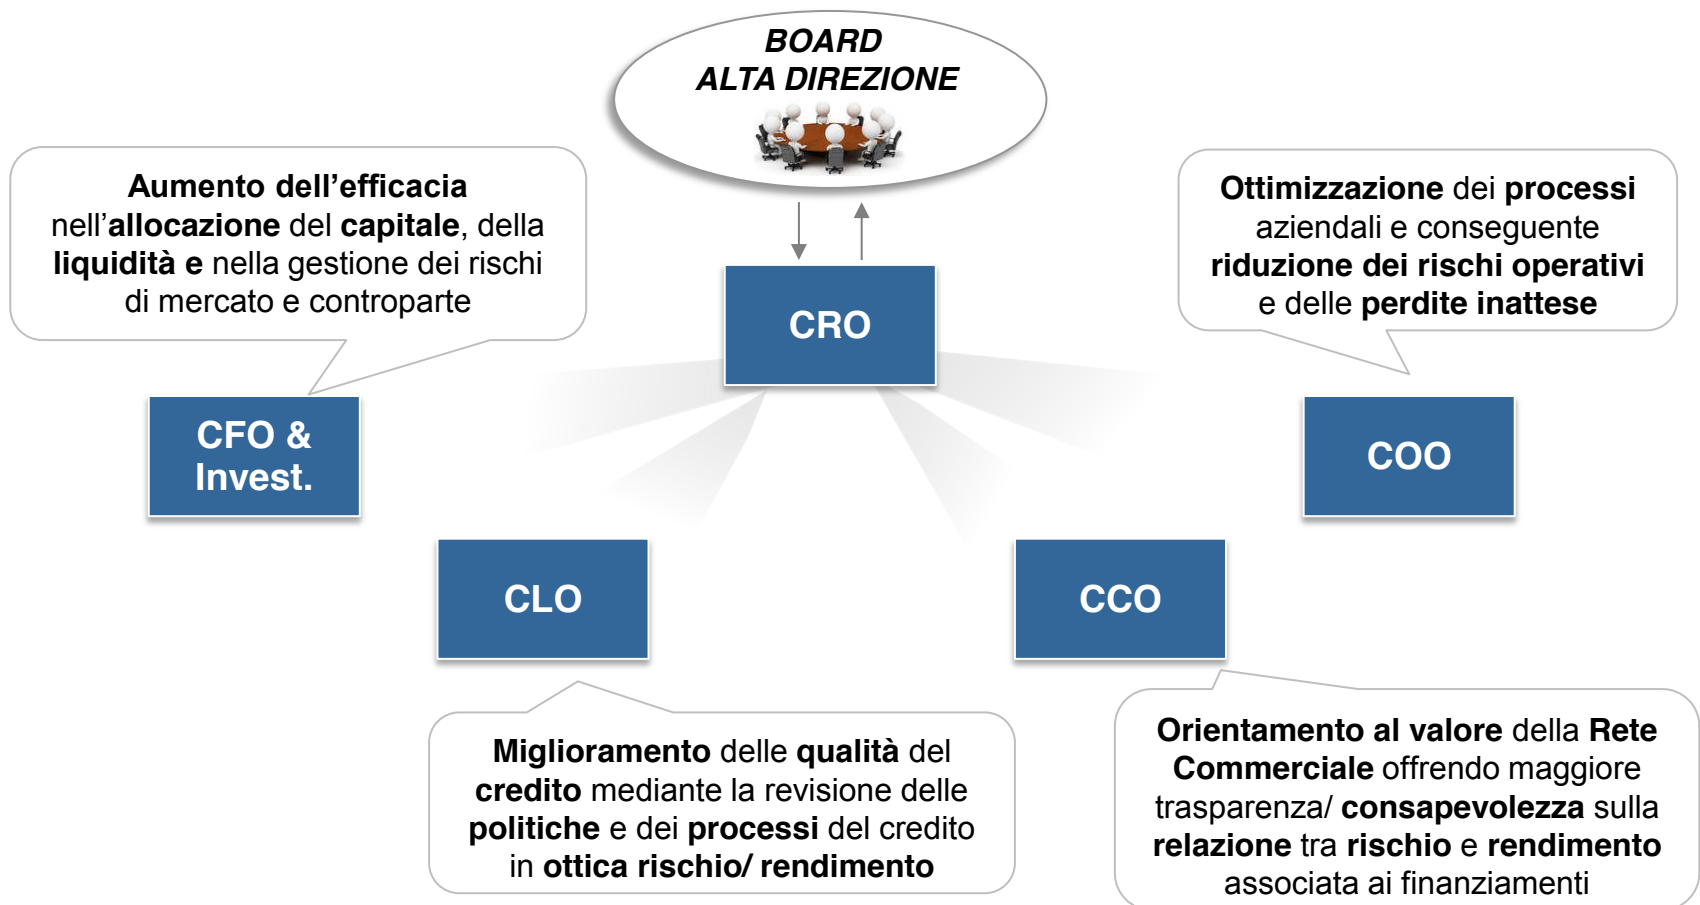 BOARD
ALTA DIREZIONE
Aumento dell'efficacia
nell'allocazione del capitale, della
liquidità e nella gestione dei rischi
di mercato e controparte
Ottimizzazione dei processi
aziendali e conseguente
riduzione dei rischi operativi
e delle perdite inattese
CRO
CFO &
Invest.
COO
CLO
CCO
Miglioramento delle qualità del
credito mediante la revisione delle
politiche e dei processi del credito
in ottica rischio/ rendimento
Orientamento al valore della Rete
Commerciale offrendo maggiore
trasparenza/ consapevolezza sulla
relazione tra rischio e rendimento
associata ai finanziamenti